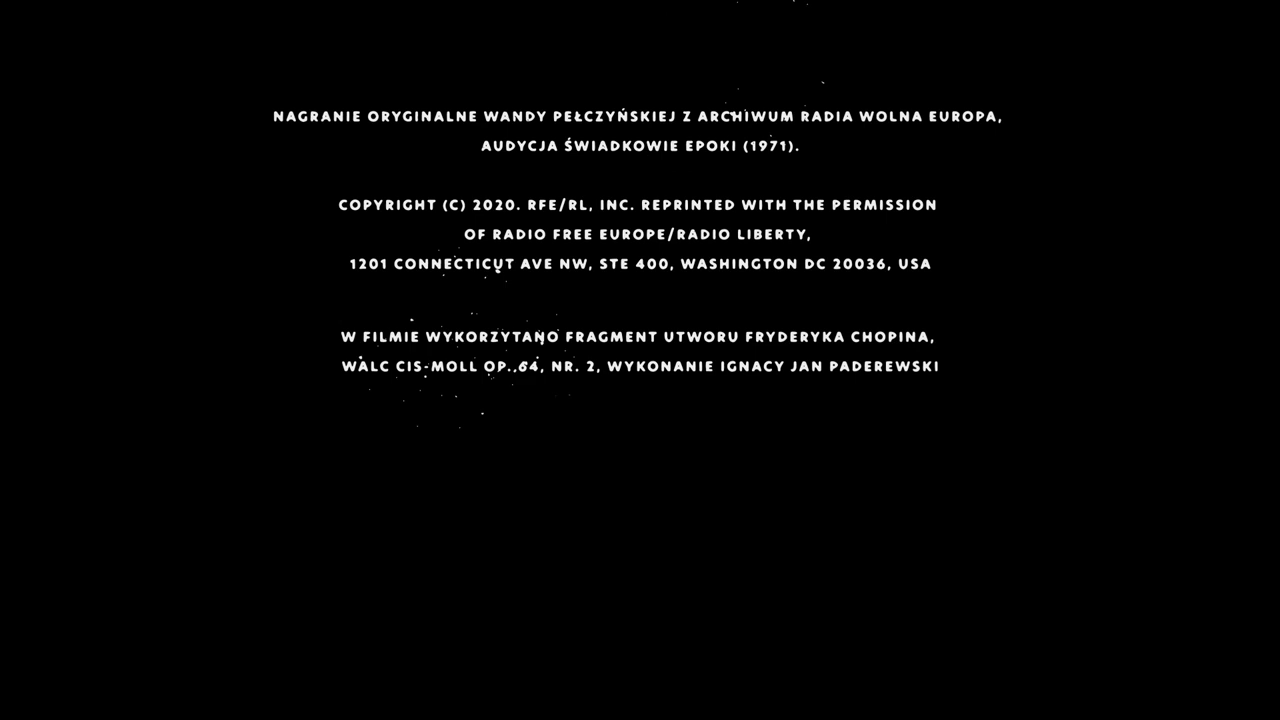 NAGRANIE ORYGINALNE WANDY PEŁCZYŃSKIEJ Z ARCHIWUM RADIA WOLNA EUROPA,
AUDYCJA ŚWIADKOWIE EPOKI (1971).
COPYRIGHT (C) 2020. RFE/RL, INC. REPRINTED WITH THE PERMISSION
OF RADIO FREE EUROPE/RADIO LIBERTY,
1201 CONNECTICUT AVE NW, STE 400, WASHINGTON DC 20036, USA
W FILMIE WYKORZYTANO FRAGMENT UTWORU FRYDERYKA CHOPINA,
WALC CIS-MOLL OP. 64, NR. 2, WYKONANIE IGNACY JAN PADEREWSKI